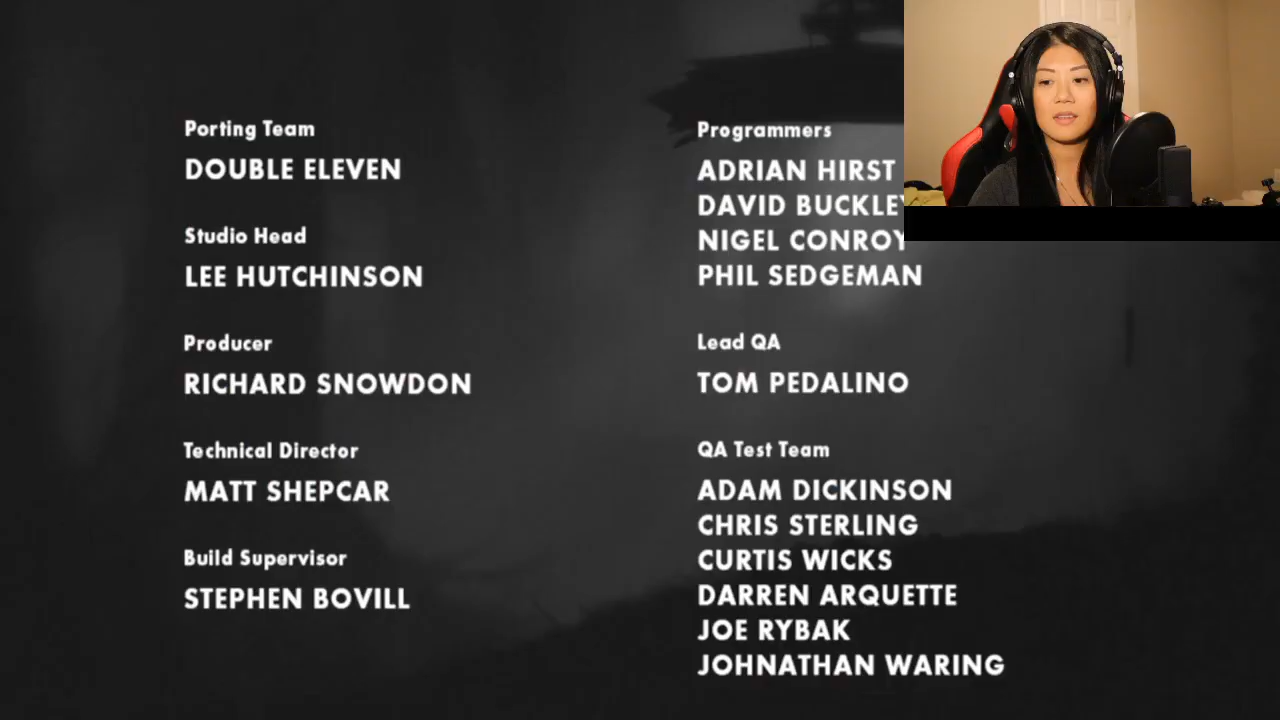 Porting Team
DOUBLE ELEVEN
Studio Head
LEE HUTCHINSON
Producer
RICHARD SNOWDON
Technical Director
MATT SHEPCAR
Build Supervisor
STEPHEN BOVILL
Programmers
ADRIAN HIRST
DAVID BUCKLEY
NIGEL CONROY
PHIL SEDGEMAN
Lead QA
TOM PEDALINO
QA Test Team
ADAM DICKINSON
CHRIS STERLING
CURTIS WICKS
DARREN ARQUETTE
JOE RYBAK
JOHNATHAN WARING